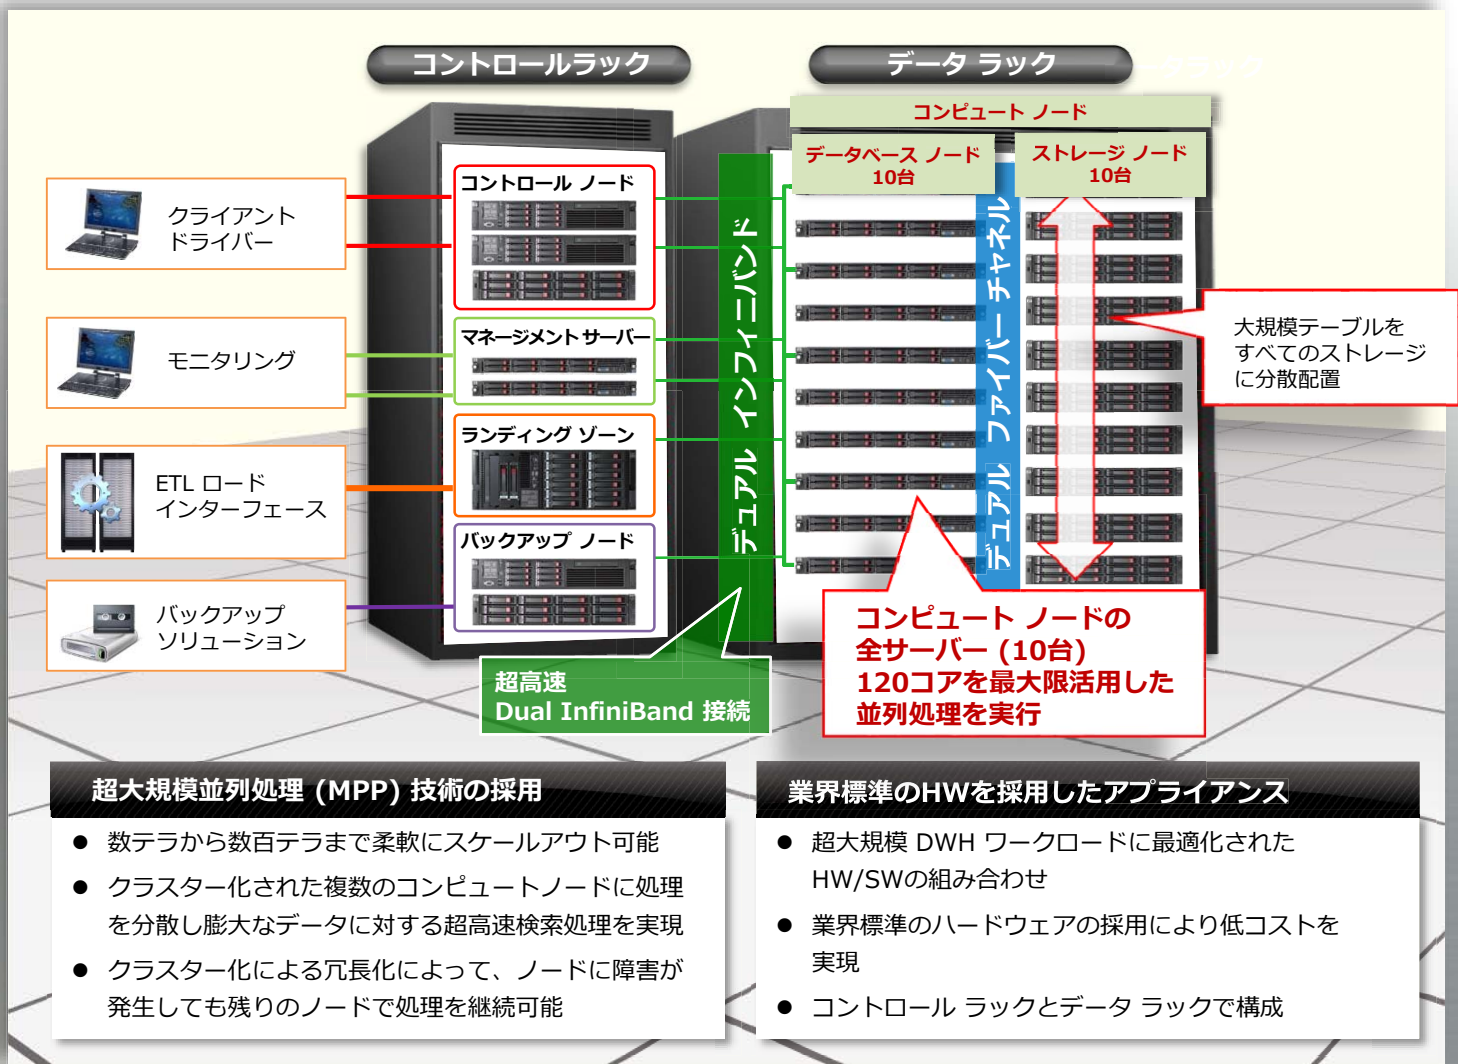 コントロールラック
データ ラック
コンピュート ノード
データベース ノード
10台
ストレージ ノード
10台
クライアント
ドライバー
モニタリング
ETL ロード
インターフェース
バックアップ
ソリューション
コントロール ノード
マネージメント サーバー
ランディング ゾーン
バックアップ ノード
デュアル インフィニバンド
デュアル ファイバー チャネル
大規模テーブルを
すべてのストレージ
に分散配置
超高速
Dual InfiniBand 接続
コンピュート ノードの
全サーバー (10台)
120コアを最大限活用した
並列処理を実行
超大規模並列処理 (MPP) 技術の採用
● 数テラから数百テラまで柔軟にスケールアウト可能
● クラスター化された複数のコンピュートノードに処理
を分散し膨大なデータに対する超高速検索処理を実現
● クラスター化による冗長化によって、ノードに障害が
発生しても残りのノードで処理を継続可能
業界標準のHWを採用したアプライアンス
● 超大規模 DWH ワークロードに最適化された
HW/SWの組み合わせ
● 業界標準のハードウェアの採用により低コストを
実現
● コントロール ラックとデータ ラックで構成